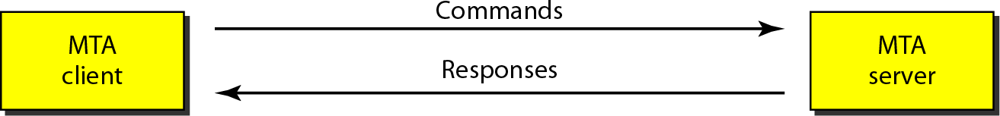 Commands
MTA
client
MTA
server
Responses